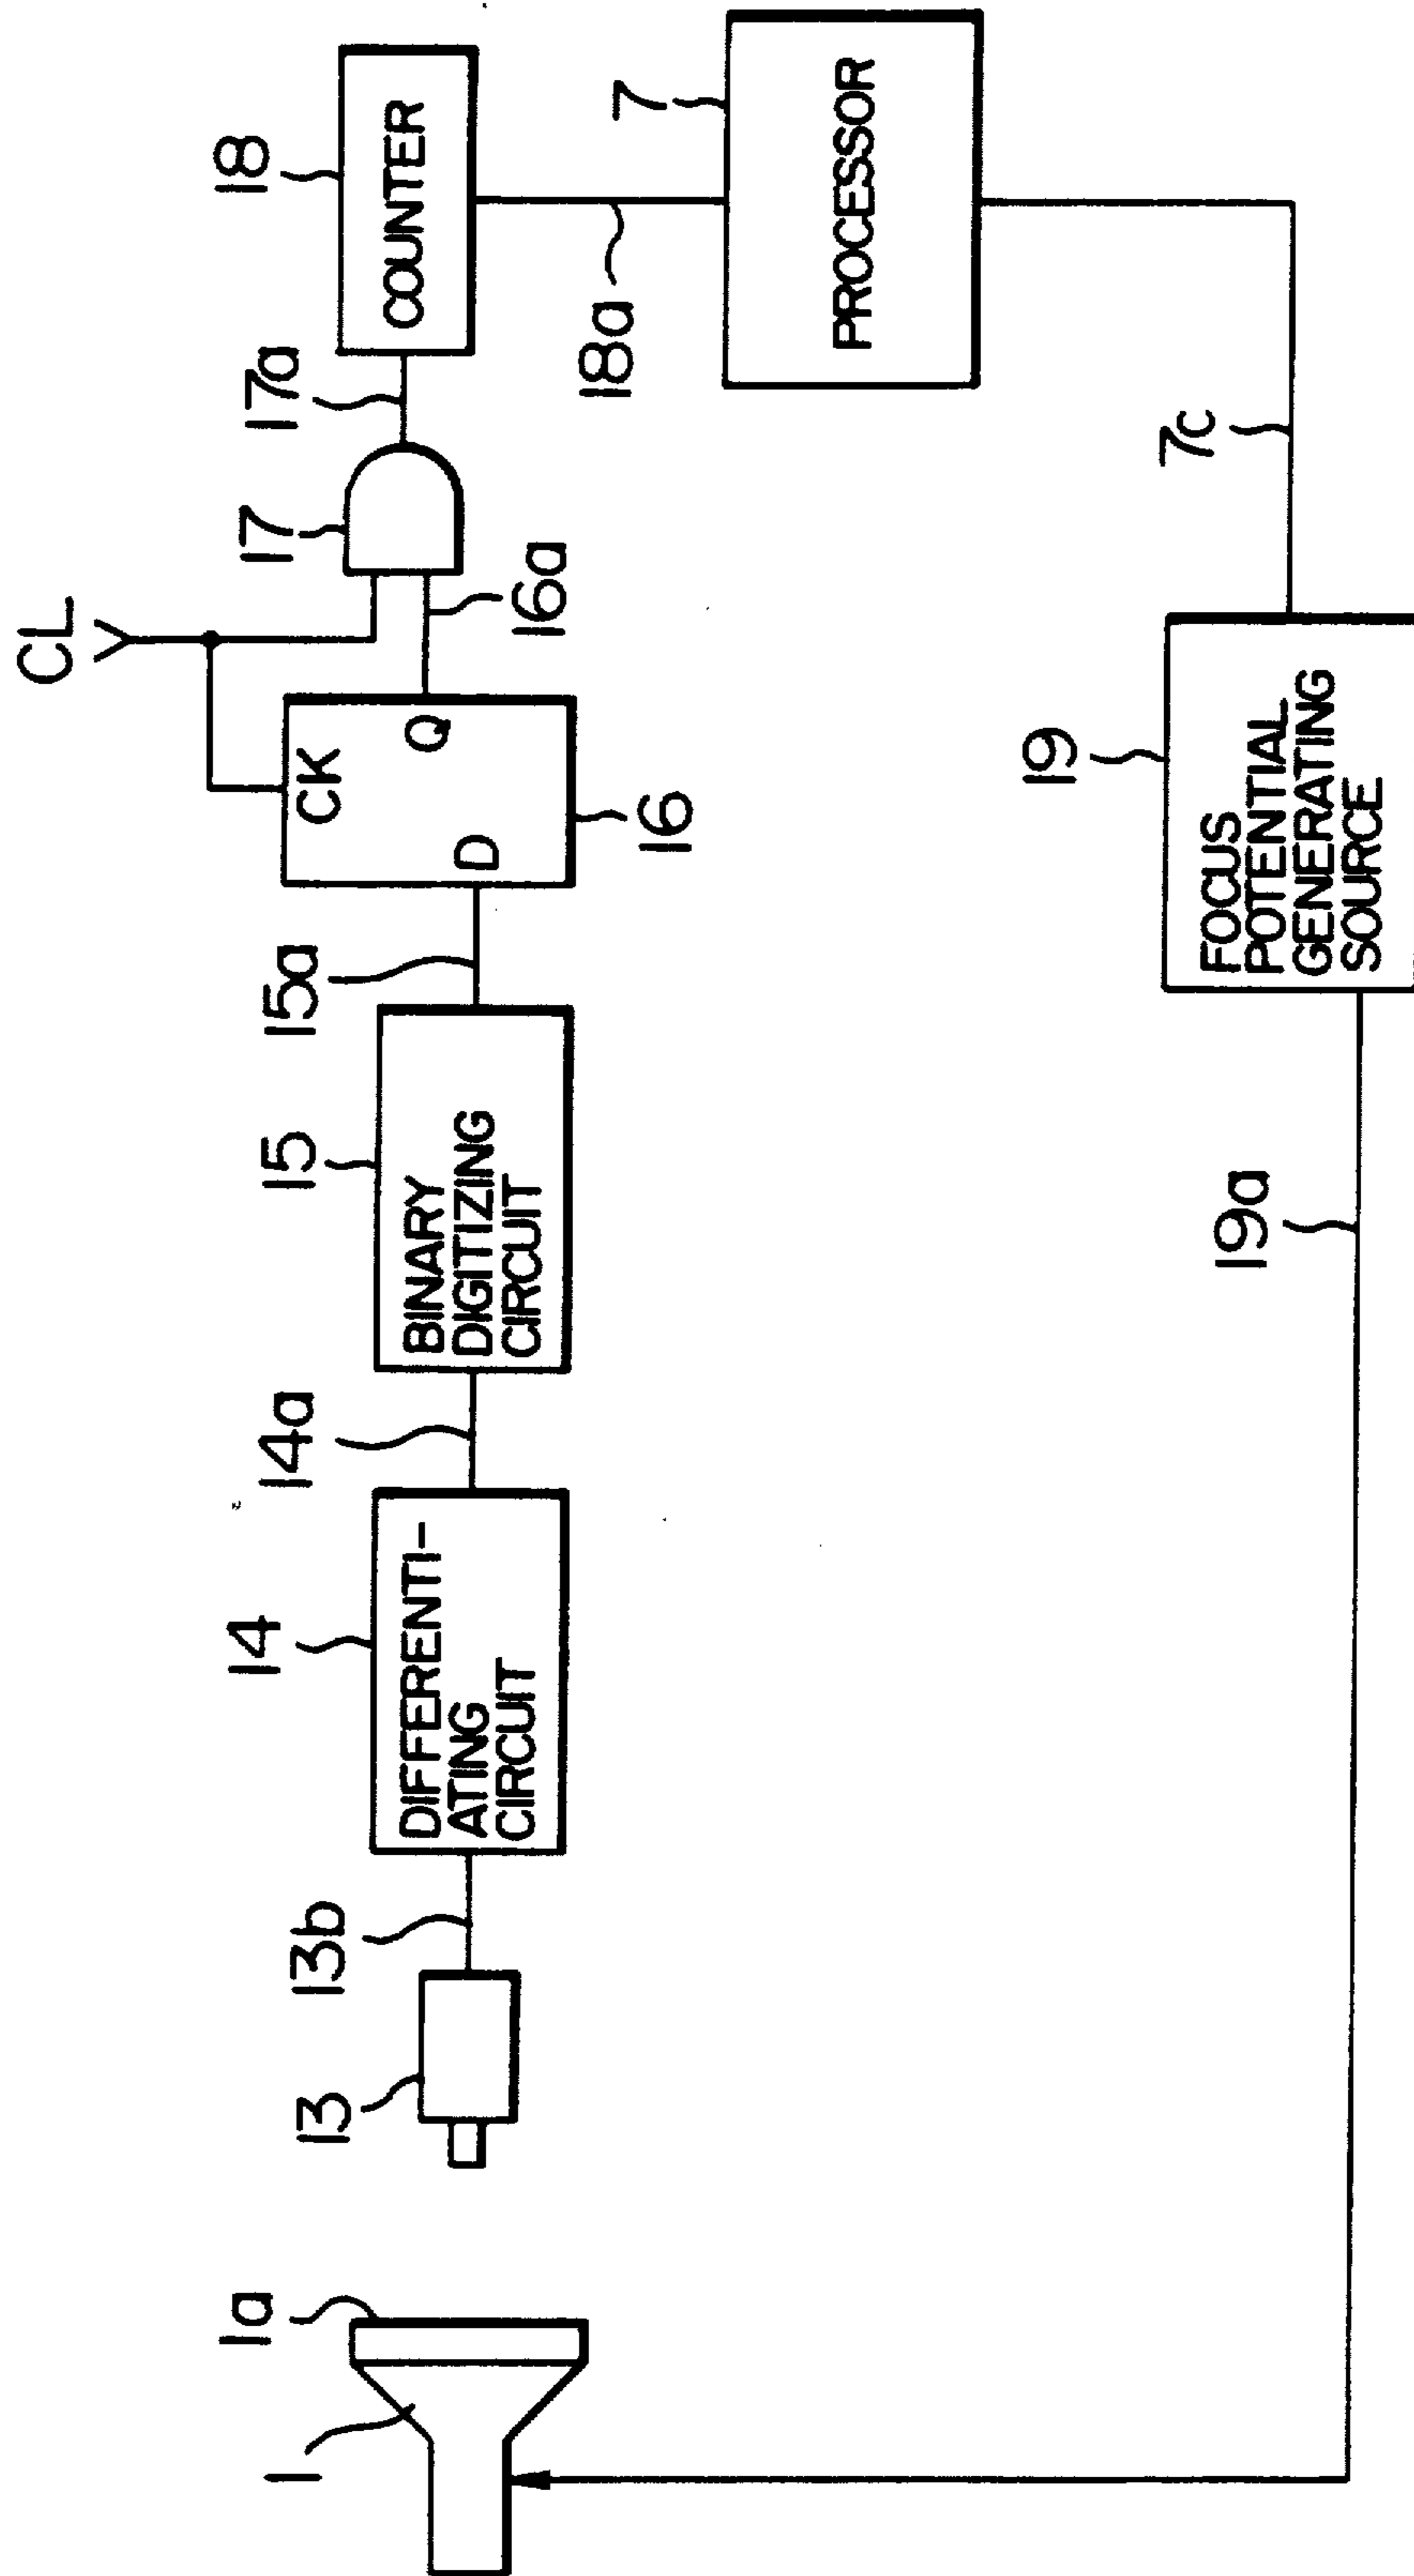 1
1a
13
13b
14
DIFFERENTI-
ATING
CIRCUIT
14a
15
BINARY
DIGITIZING
CIRCUIT
15a
16
D
CK
Q
CL
16a
17
17a
18
COUNTER
18a
7
PROCESSOR
7c
19
FOCUS
POTENTIAL
GENERATING
SOURCE
19a